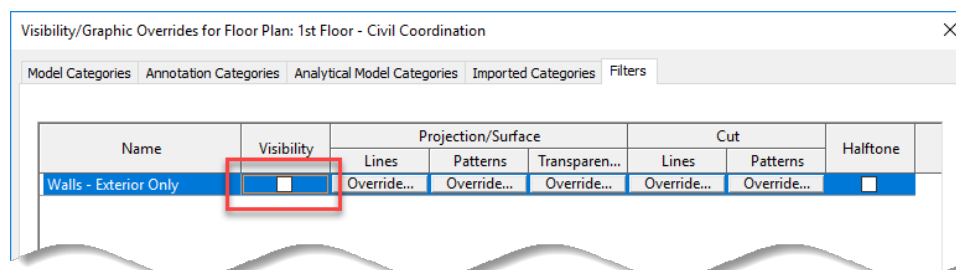 Visibility/Graphic Overrides for Floor Plan: 1st Floor - Civil Coordination
Model Categories Annotation Categories Analytical Model Categories Imported Categories Filters
Name Visibility Projection/Surface Cut Halftone
Lines Patterns Transparen... Lines Patterns
Walls - Exterior Only Override... Override... Override... Override... Override...